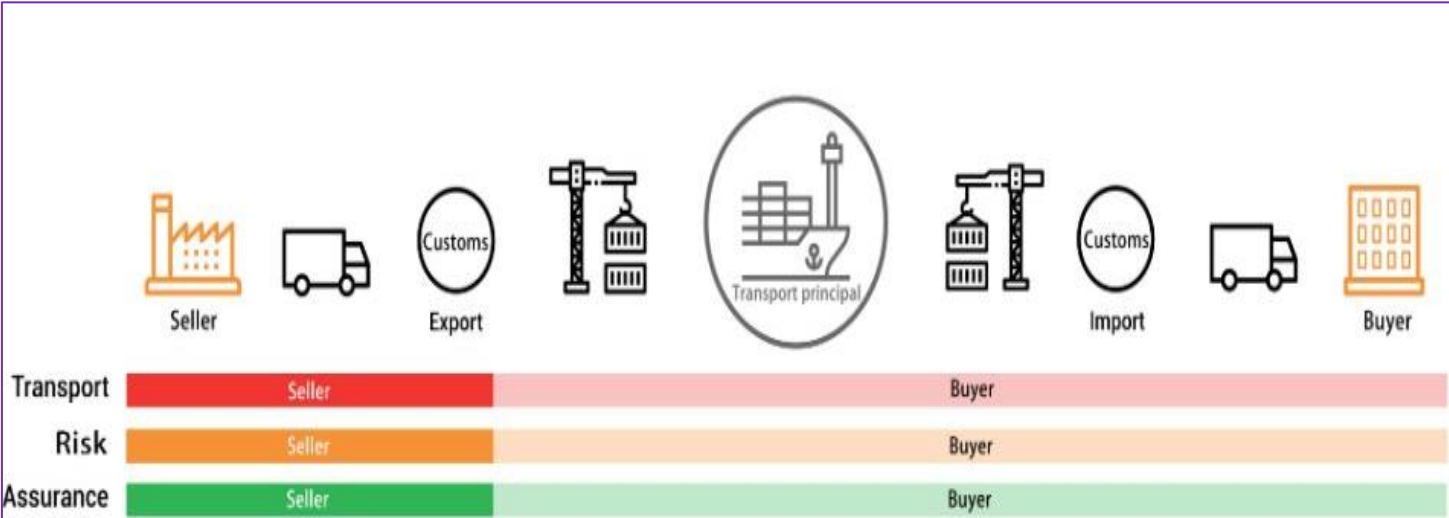 Customs
Customs
Transport principal
Seller
Export
Import
Buyer
Transport
Seller
Buyer
Risk
Seller
Buyer
Assurance
Seller
Buyer